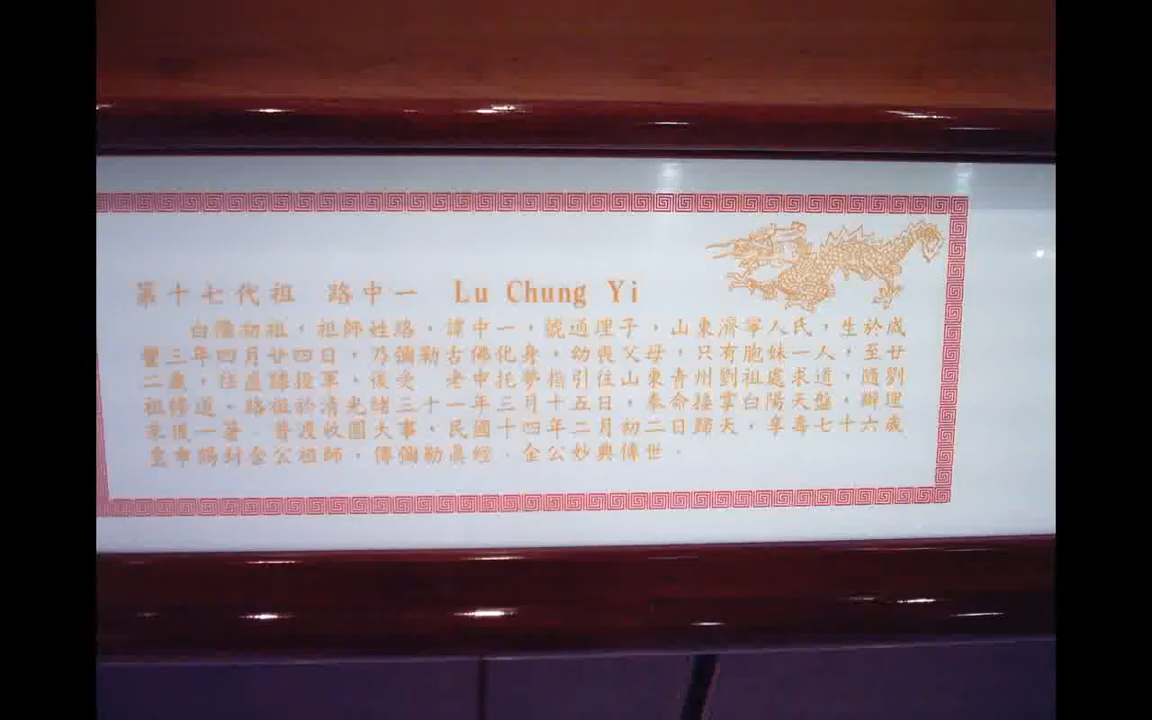 第十七代祖 路中一 Lu Chung Yi
白陽初祖，祖師姓路，諱中一，號通理子，山東濟寧人氏，生於咸
豐三年四月廿四日，乃彌勒古佛化身，幼喪父母，只有胞妹一人，至廿
二歲，往蘆臺投軍，後受 老中托夢指引往山東青州劉祖處求道，隨劉
祖修道。路祖於清光緒三十一年三月十五日，奉命接掌白陽天盤，辦理
末後一著．普渡收圓大事，民國十四年二月初二日歸天，享壽七十六歲
皇申賜封金公祖師，傳彌勒真經．金公妙典傳世．